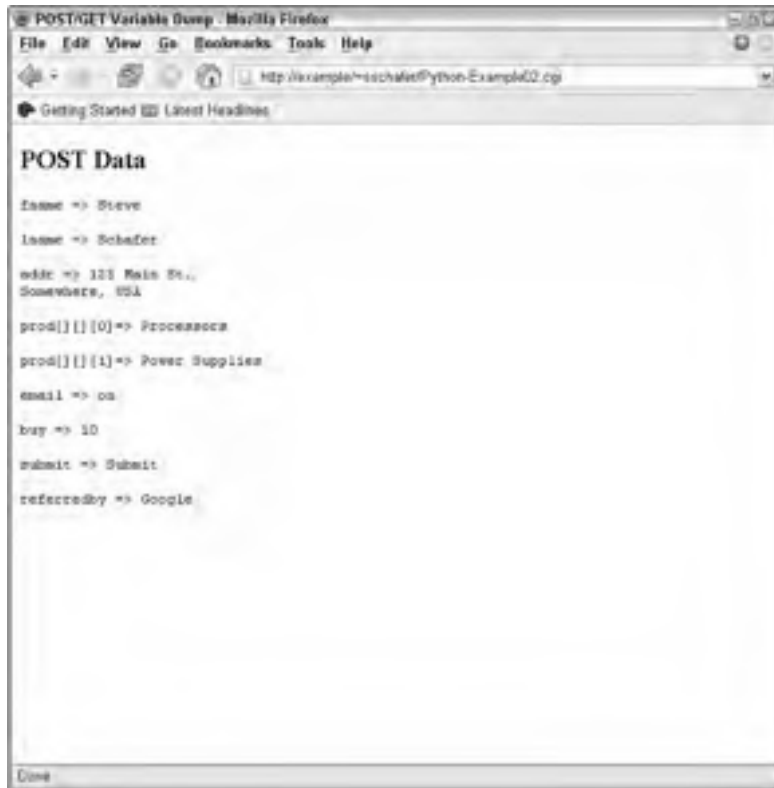 POST/GET Variable Dump - Mozilla Firefox
File Edit View Go Bookmarks Tools Help
Getting Started Latest Headlines
POST Data
fname => Steve
lname => Schafer
addr => 123 Main St.,
Somewhere, USA
prod[][][0]=> Processors
prod[][][1]=> Power Supplies
email => on
buy => 10
submit => Submit
referredby => Google
Done